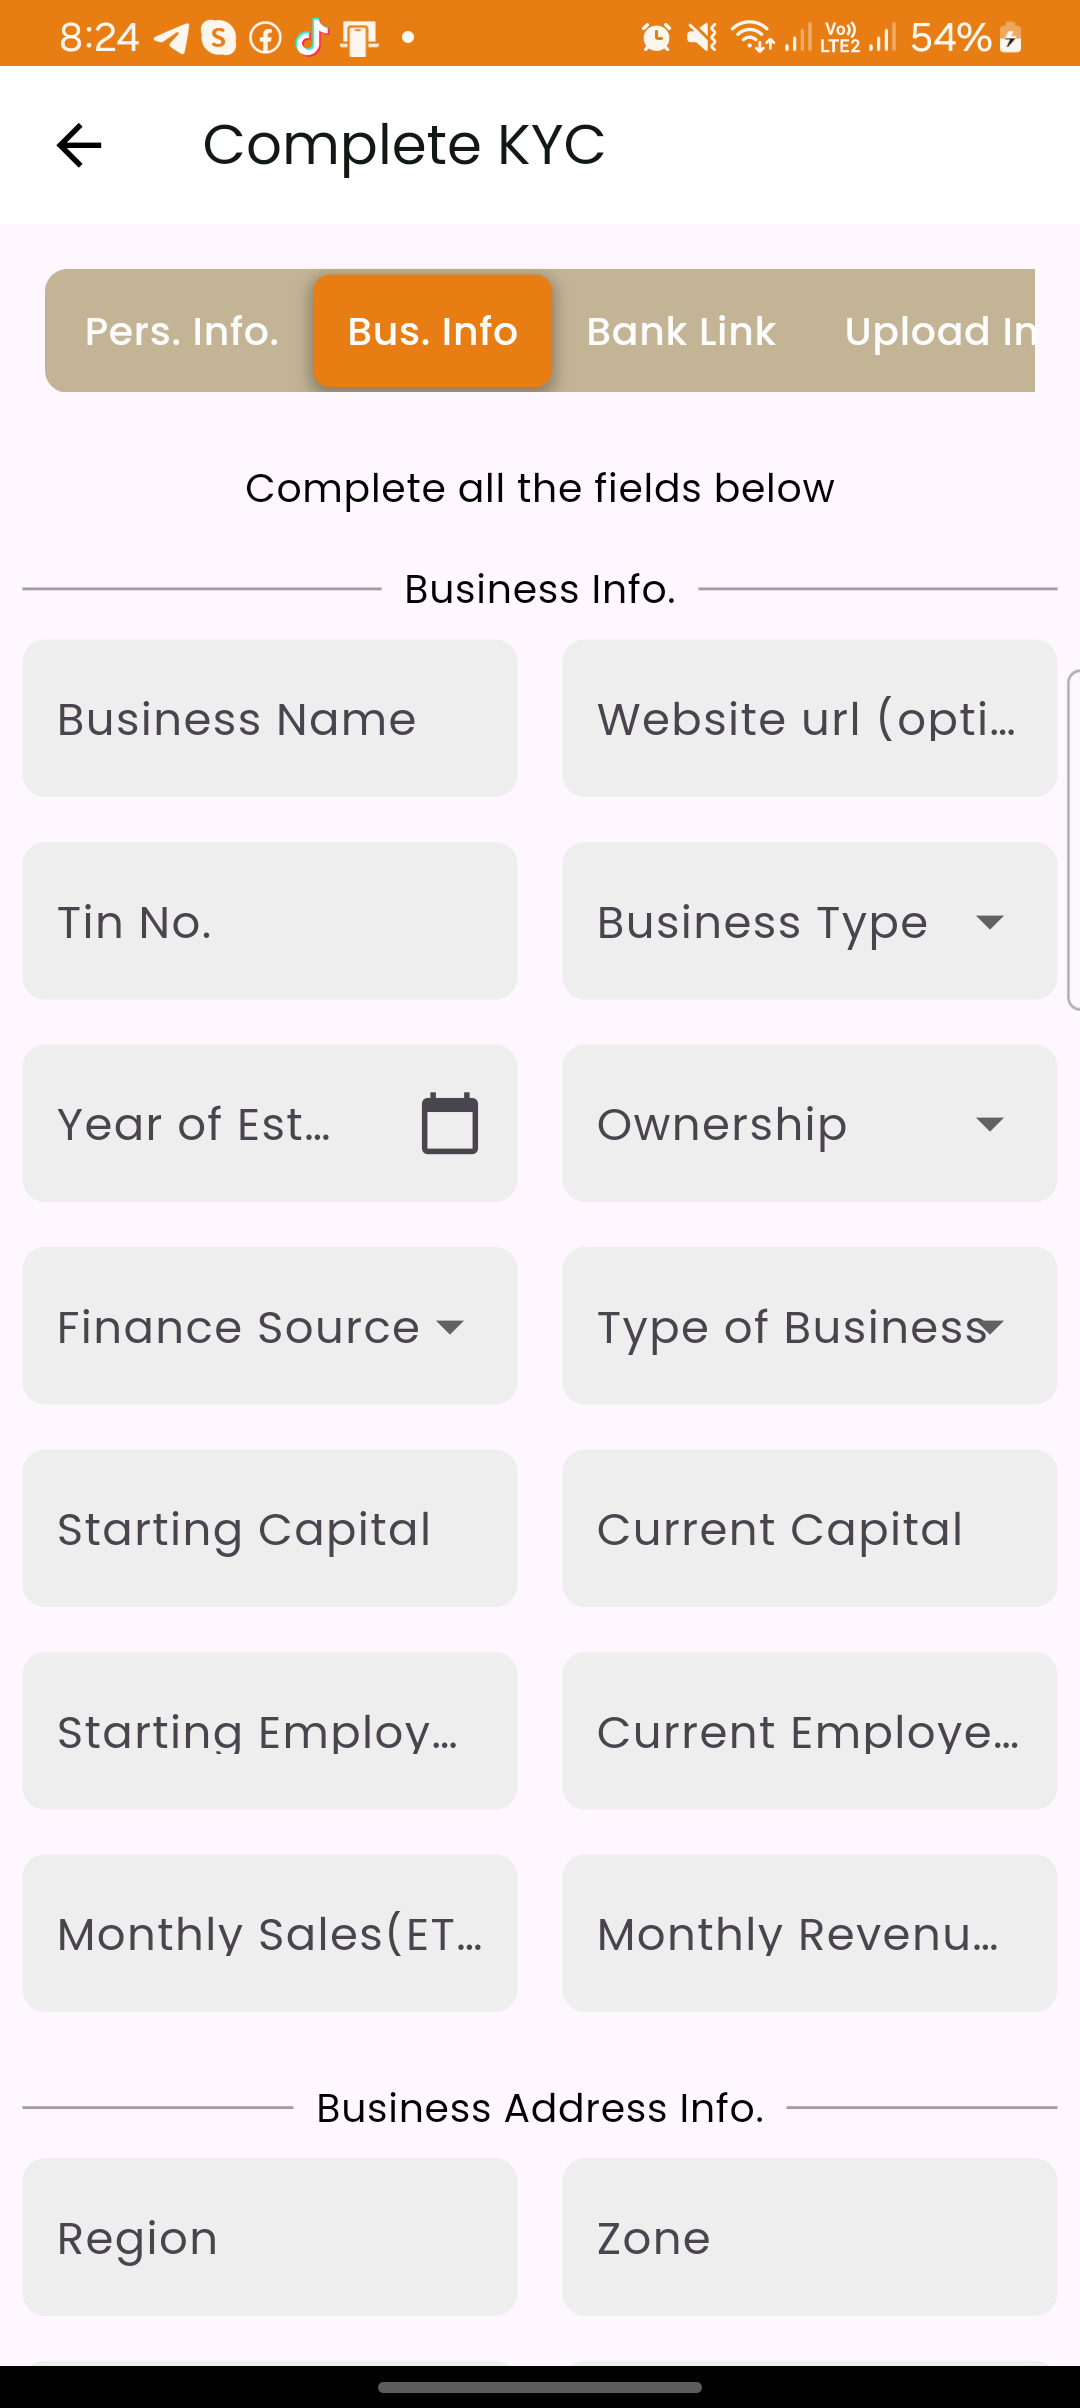 8:24 Vo)) LTE2 54%
Complete KYC
Pers. Info. Bus. Info Bank Link Upload In
Complete all the fields below
Business Info.
Business Name Website url (opti...
Tin No. Business Type
Year of Est... Ownership
Finance Source Type of Business
Starting Capital Current Capital
Starting Employ... Current Employe...
Monthly Sales(ET... Monthly Revenu...
Business Address Info.
Region Zone